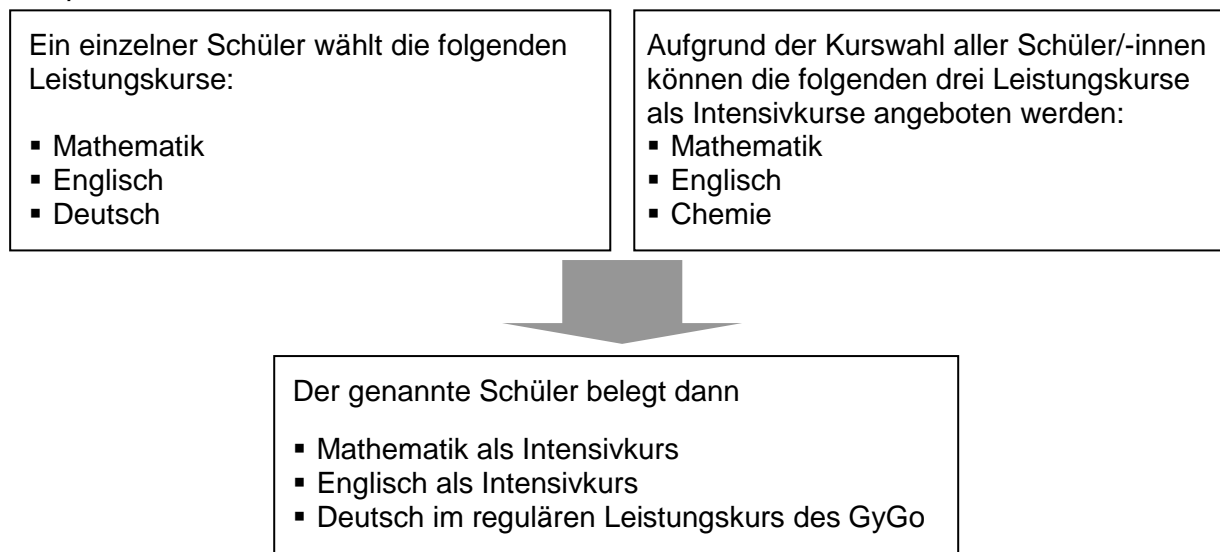 Ein einzelner Schüler wählt die folgenden
Leistungskurse:
▪ Mathematik
▪ Englisch
▪ Deutsch
Aufgrund der Kurswahl aller Schüler/-innen
können die folgenden drei Leistungskurse
als Intensivkurse angeboten werden:
▪ Mathematik
▪ Englisch
▪ Chemie
Der genannte Schüler belegt dann
▪ Mathematik als Intensivkurs
▪ Englisch als Intensivkurs
▪ Deutsch im regulären Leistungskurs des GyGo